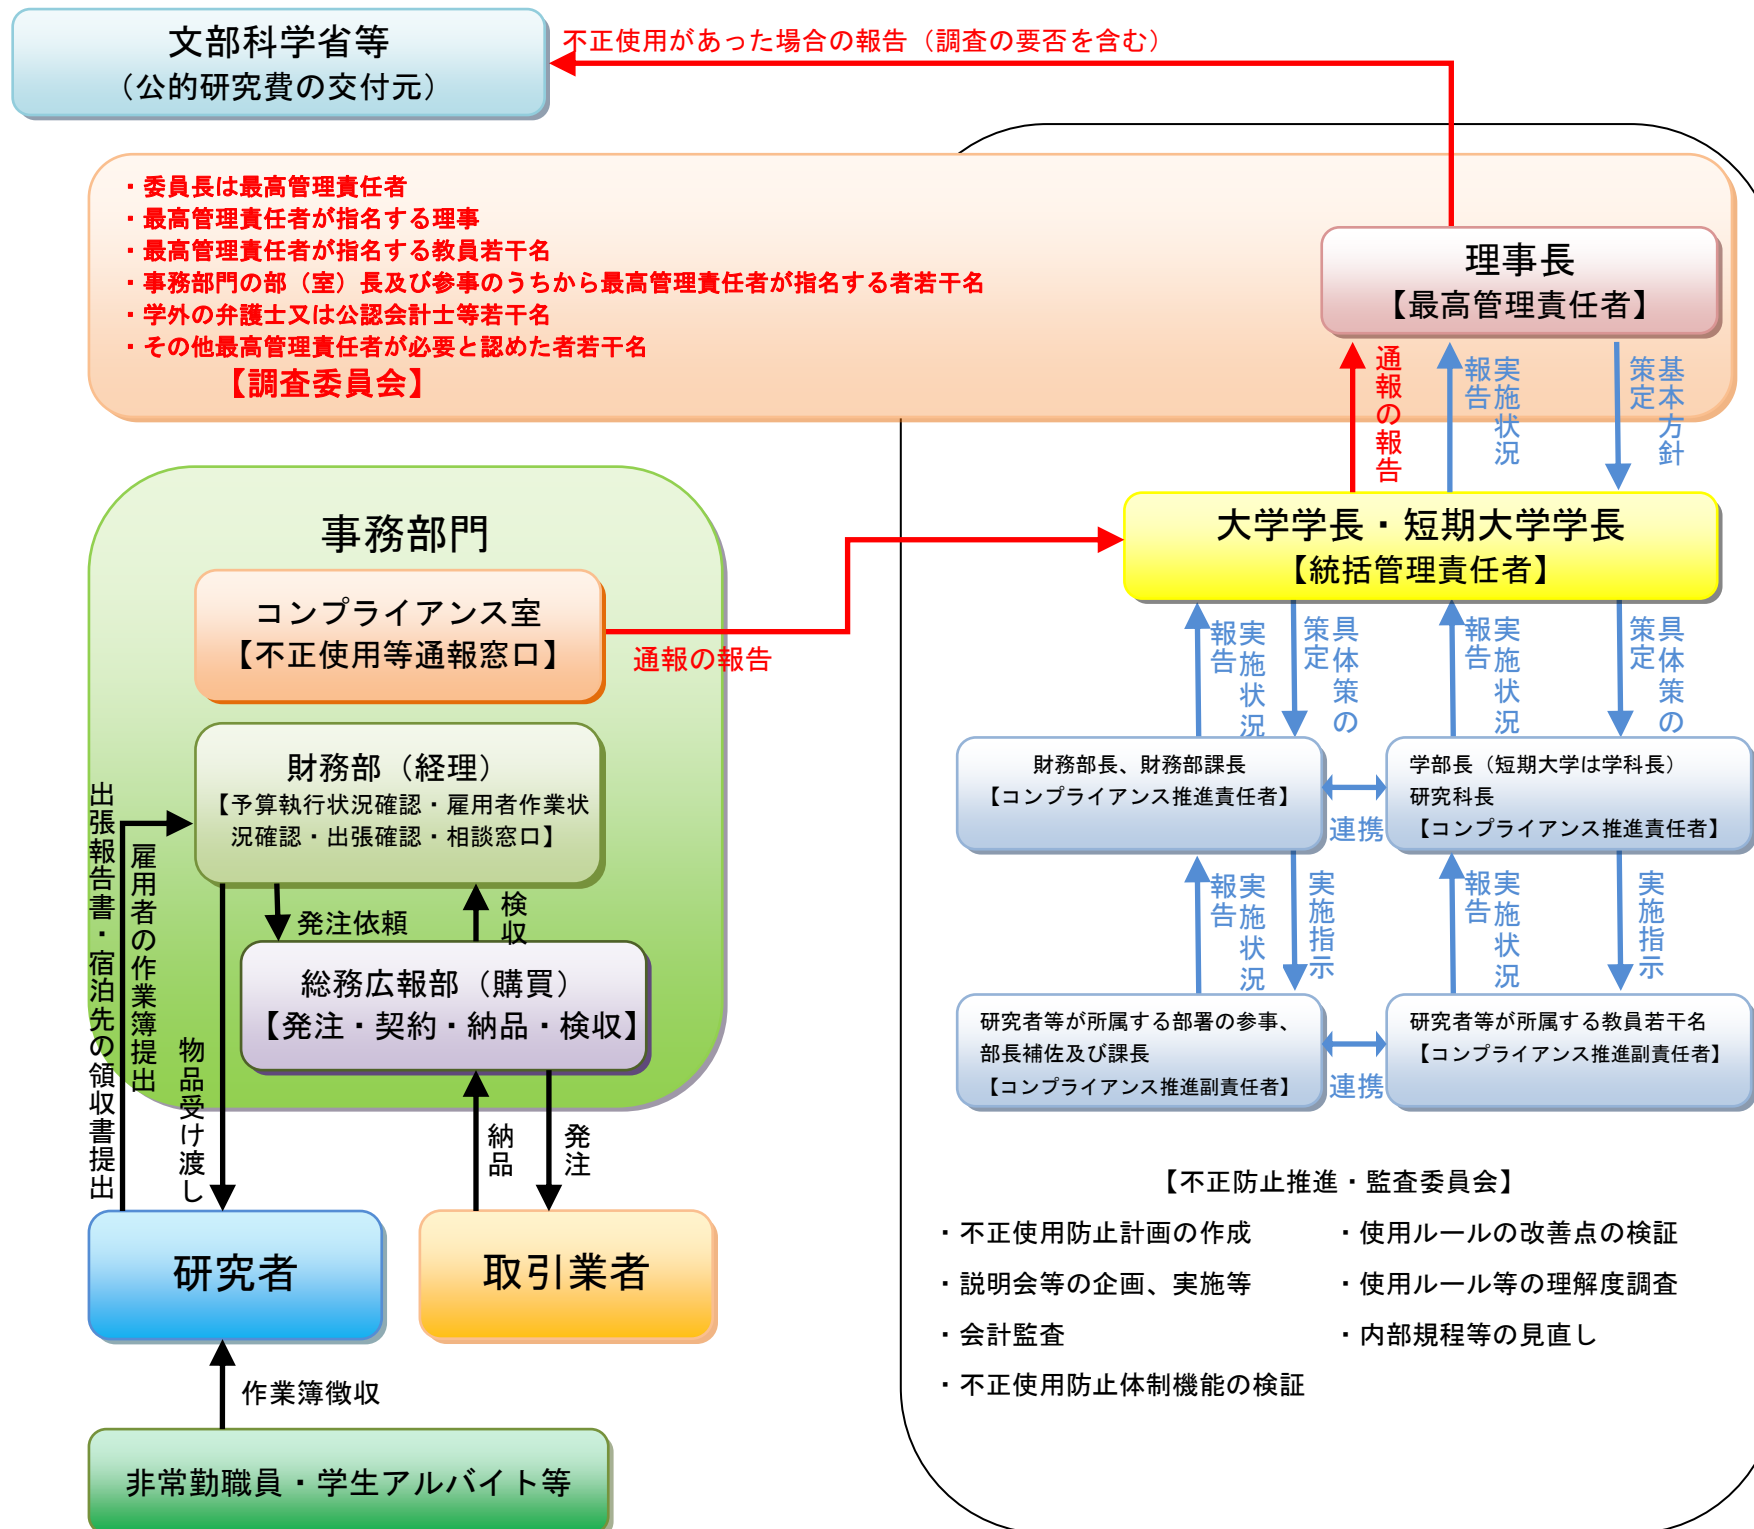 文部科学省等
（公的研究費の交付元）
不正使用があった場合の報告（調査の要否を含む）
・委員長は最高管理責任者
・最高管理責任者が指名する理事
・最高管理責任者が指名する教員若干名
・事務部門の部（室）長及び参事のうちから最高管理責任者が指名する者若干名
・学外の弁護士又は公認会計士等若干名
・その他最高管理責任者が必要と認めた者若干名
【調査委員会】
理事長
【最高管理責任者】
通報の報告
実施状況
報告
基本方針
策定
大学学長・短期大学学長
【統括管理責任者】
事務部門
コンプライアンス室
【不正使用等通報窓口】
通報の報告
財務部（経理）
【予算執行状況確認・雇用者作業状
況確認・出張確認・相談窓口】
発注依頼
検収
総務広報部（購買）
【発注・契約・納品・検収】
出張報告書・宿泊先の領収書提出
雇用者の作業簿提出
物品受け渡し
納品
発注
研究者
取引業者
作業簿徴収
非常勤職員・学生アルバイト等
実施状況
報告
具体策の
策定
実施状況
報告
具体策の
策定
財務部長、財務部課長
【コンプライアンス推進責任者】
連携
学部長（短期大学は学科長）
研究科長
【コンプライアンス推進責任者】
実施状況
報告
実施指示
実施状況
報告
実施指示
研究者等が所属する部署の参事、
部長補佐及び課長
【コンプライアンス推進副責任者】
連携
研究者等が所属する教員若干名
【コンプライアンス推進副責任者】
【不正防止推進・監査委員会】
・不正使用防止計画の作成
・説明会等の企画、実施等
・会計監査
・不正使用防止体制機能の検証
・使用ルールの改善点の検証
・使用ルール等の理解度調査
・内部規程等の見直し